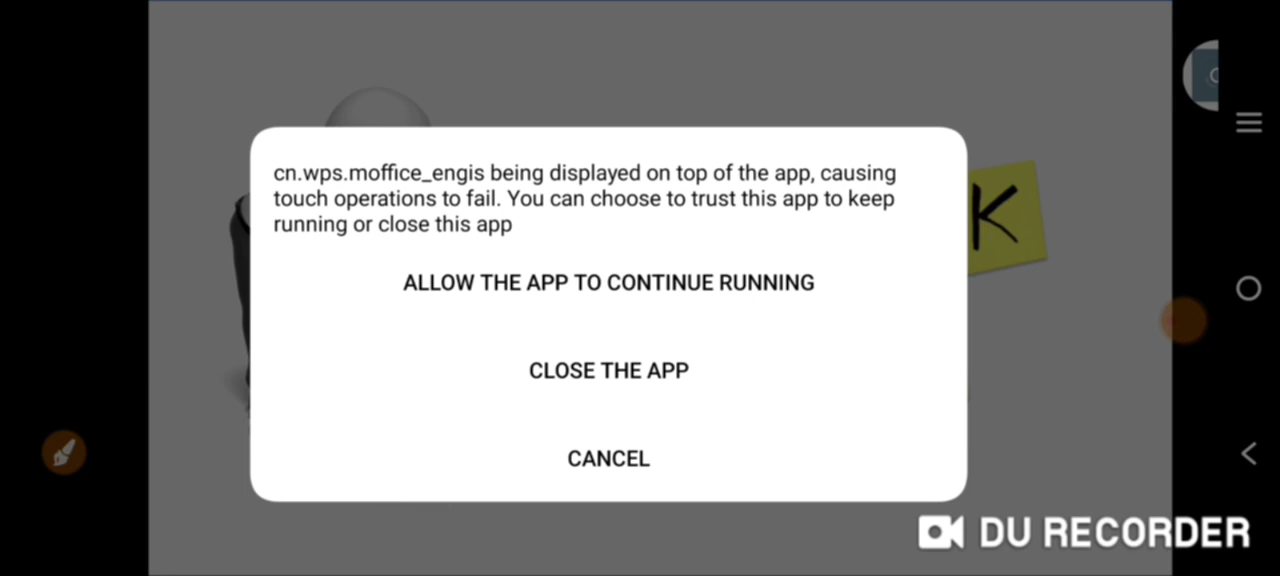 cn.wps.moffice_engis being displayed on top of the app, causing
touch operations to fail. You can choose to trust this app to keep
running or close this app
K
ALLOW THE APP TO CONTINUE RUNNING
CLOSE THE APP
CANCEL
DU RECORDER